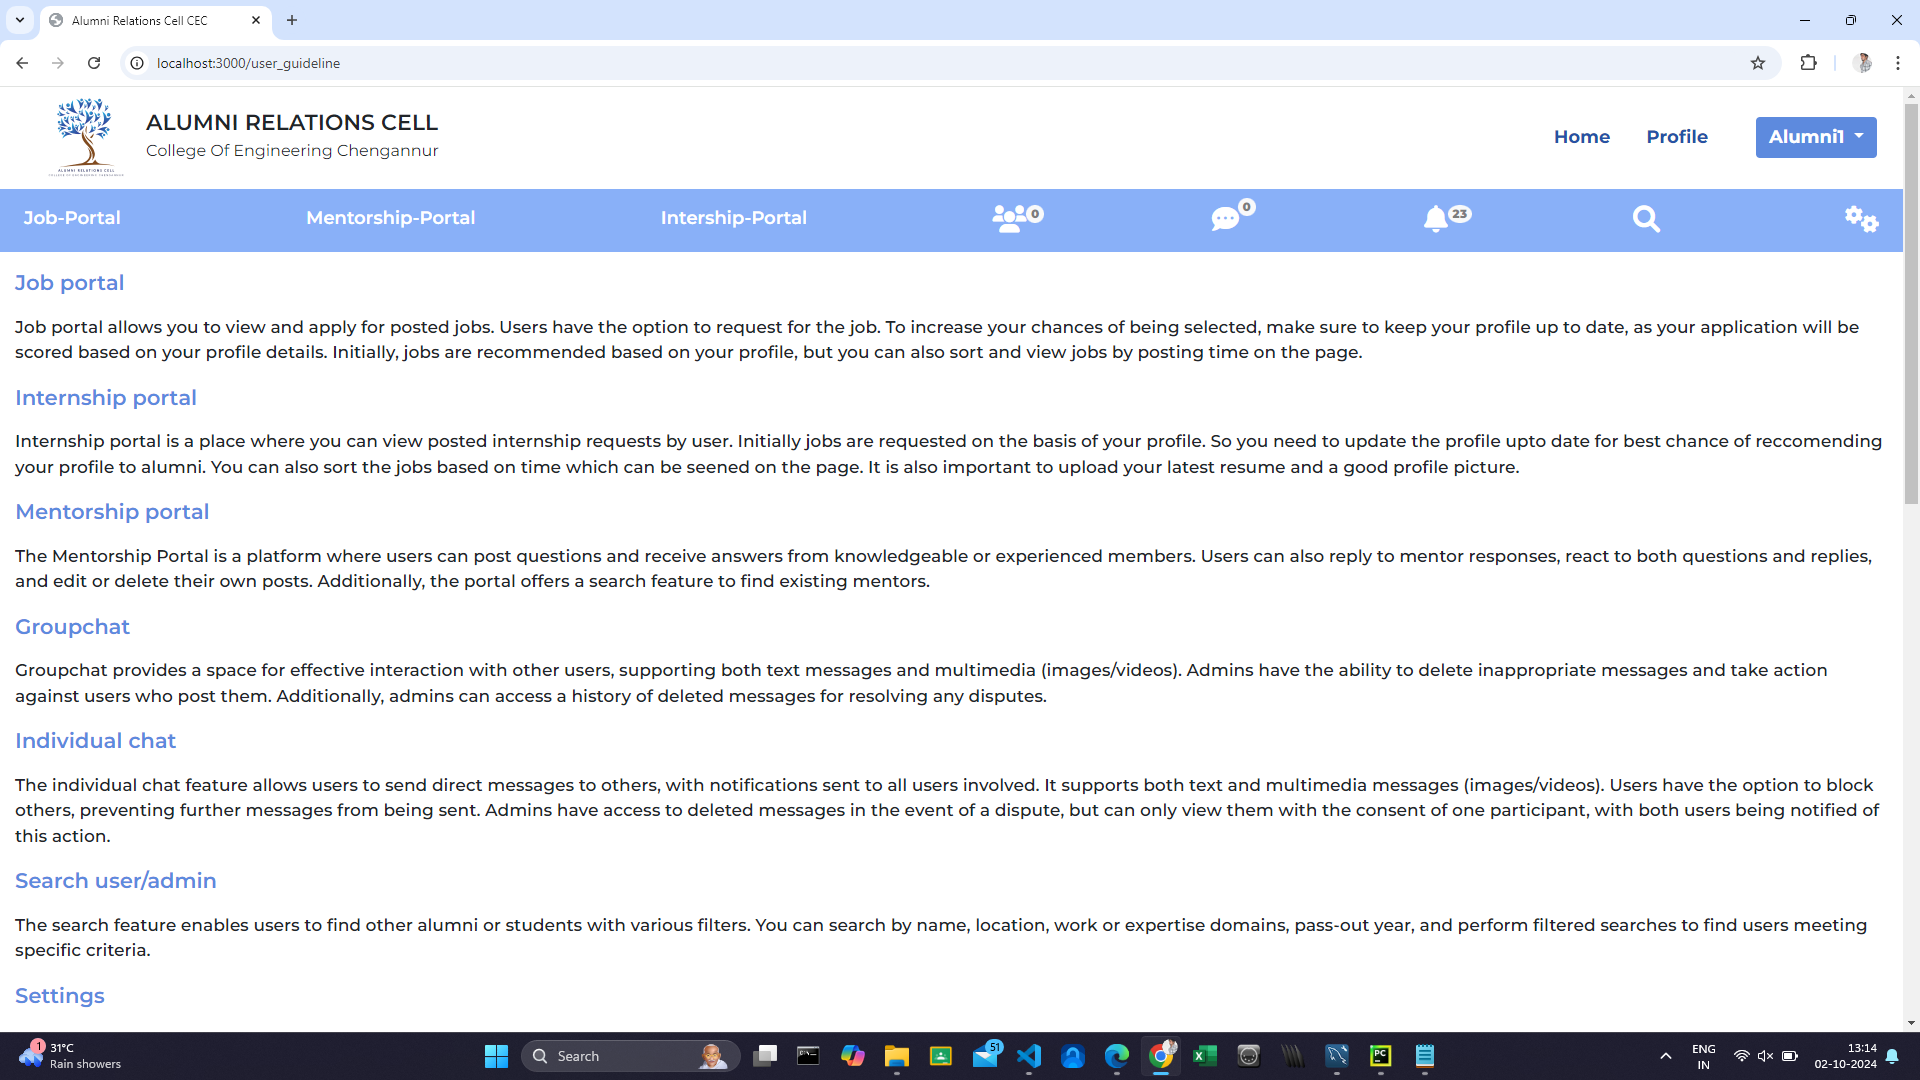 Alumni Relations Cell CEC
localhost:3000/user_guideline
ALUMNI RELATIONS CELL
College Of Engineering Chengannur
ALUMNI RELATIONS CELL
Home
Profile
Alumni1
Job-Portal
Mentorship-Portal
Intership-Portal
0
0
23
Job portal
Job portal allows you to view and apply for posted jobs. Users have the option to request for the job. To increase your chances of being selected, make sure to keep your profile up to date, as your application will be
scored based on your profile details. Initially, jobs are recommended based on your profile, but you can also sort and view jobs by posting time on the page.
Internship portal
Internship portal is a place where you can view posted internship requests by user. Initially jobs are requested on the basis of your profile. So you need to update the profile upto date for best chance of reccomending
your profile to alumni. You can also sort the jobs based on time which can be seened on the page. It is also important to upload your latest resume and a good profile picture.
Mentorship portal
The Mentorship Portal is a platform where users can post questions and receive answers from knowledgeable or experienced members. Users can also reply to mentor responses, react to both questions and replies,
and edit or delete their own posts. Additionally, the portal offers a search feature to find existing mentors.
Groupchat
Groupchat provides a space for effective interaction with other users, supporting both text messages and multimedia (images/videos). Admins have the ability to delete inappropriate messages and take action
against users who post them. Additionally, admins can access a history of deleted messages for resolving any disputes.
Individual chat
The individual chat feature allows users to send direct messages to others, with notifications sent to all users involved. It supports both text and multimedia messages (images/videos). Users have the option to block
others, preventing further messages from being sent. Admins have access to deleted messages in the event of a dispute, but can only view them with the consent of one participant, with both users being notified of
this action.
Search user/admin
The search feature enables users to find other alumni or students with various filters. You can search by name, location, work or expertise domains, pass-out year, and perform filtered searches to find users meeting
specific criteria.
Settings
1
31°C
Rain showers
Search
51
PC
ENG
IN
13:14
02-10-2024